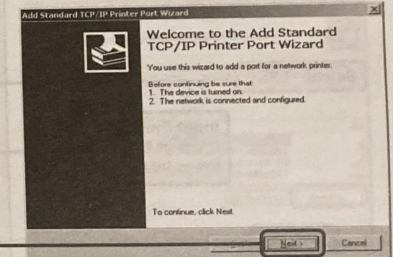 Add Standard TCP/IP Printer Port Wizard
Welcome to the Add Standard
TCP/IP Printer Port Wizard
You use this wizard to add a port for a network printer.
Before continuing be sure that:
1. The device is turned on.
2. The network is connected and configured.
To continue, click Next.
Next >
Cancel